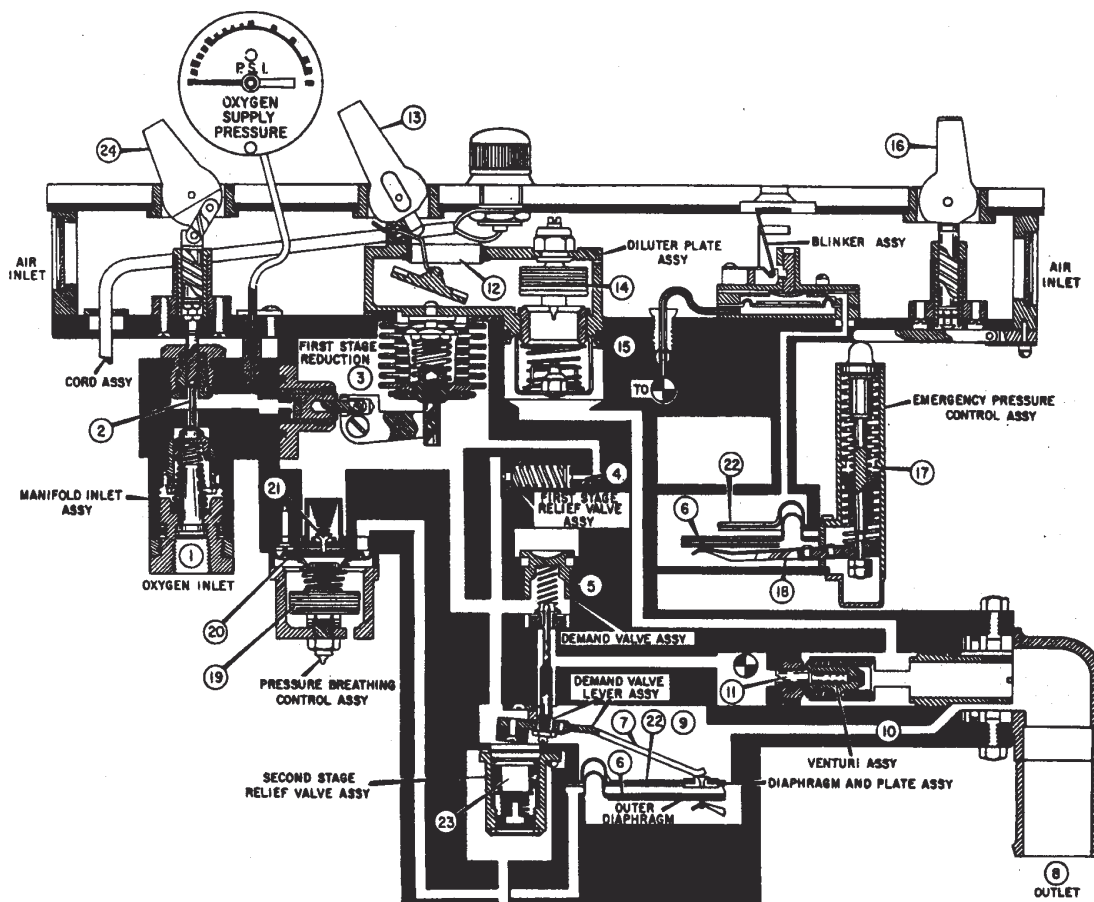 P.S.I.
OXYGEN
SUPPLY
PRESSURE
24
13
16
AIR
INLET
DILUTER PLATE
ASSY
BLINKER ASSY
AIR
INLET
12
14
CORD ASSY
FIRST STAGE
REDUCTION
3
15
TO
2
EMERGENCY PRESSURE
CONTROL ASSY
17
MANIFOLD INLET
ASSY
21
4
FIRST STAGE
RELIEF VALVE
ASSY
22
6
1
OXYGEN INLET
5
18
20
19
DEMAND VALVE ASSY
PRESSURE BREATHING
CONTROL ASSY
DEMAND VALVE
LEVER ASSY
11
7
22
9
10
VENTURI ASSY
SECOND STAGE
RELIEF VALVE ASSY
6
DIAPHRAGM AND PLATE ASSY
OUTER
DIAPHRAGM
23
8
OUTLET